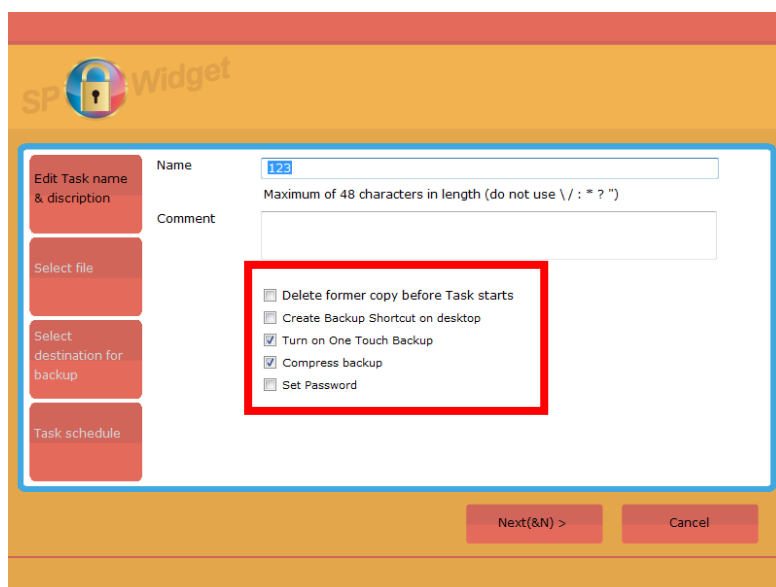 SP Widget
Edit Task name
& discription
Select file
Select
destination for
backup
Task schedule
Name
123
Maximum of 48 characters in length (do not use \ / : * ? ")
Comment
Delete former copy before Task starts
Create Backup Shortcut on desktop
Turn on One Touch Backup
Compress backup
Set Password
Next(&N) >
Cancel